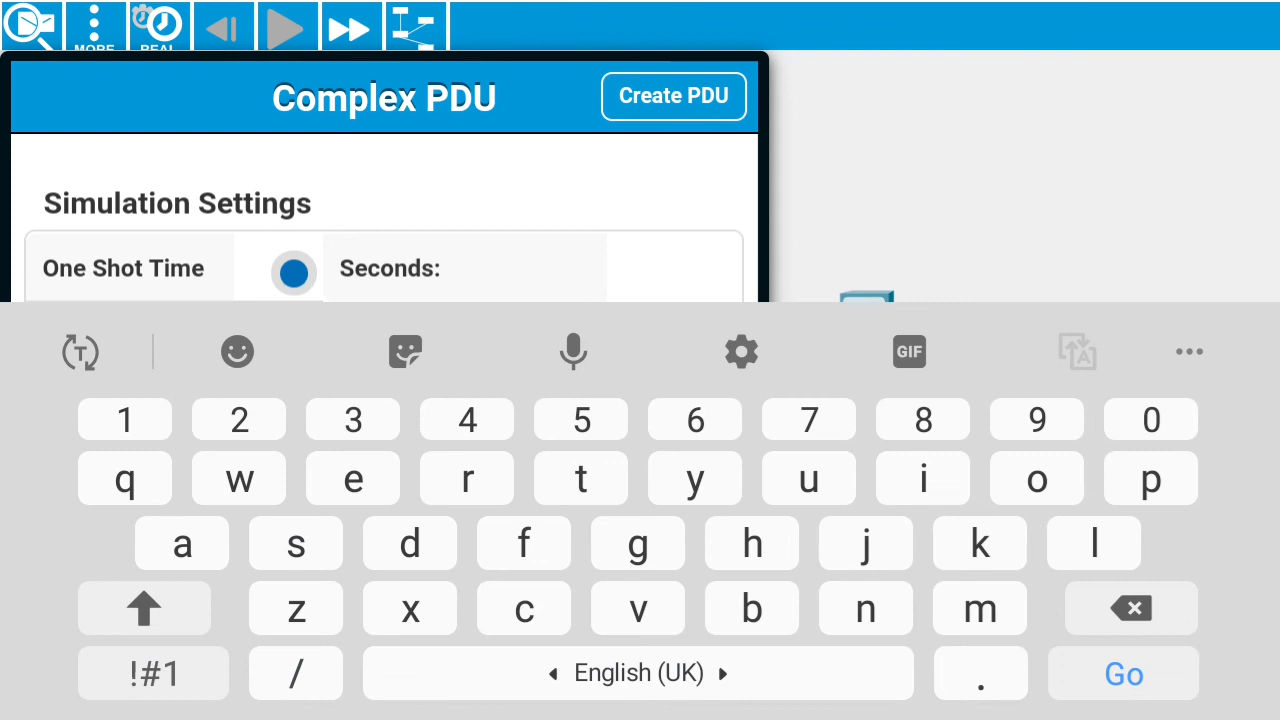 MORE
REAL
Complex PDU
Create PDU
Simulation Settings
One Shot Time
Seconds:
T
GIF
A
1 2 3 4 5 6 7 8 9 0
q w e r t y u i o p
a s d f g h j k l
z x c v b n m
!#1 / English (UK) . Go